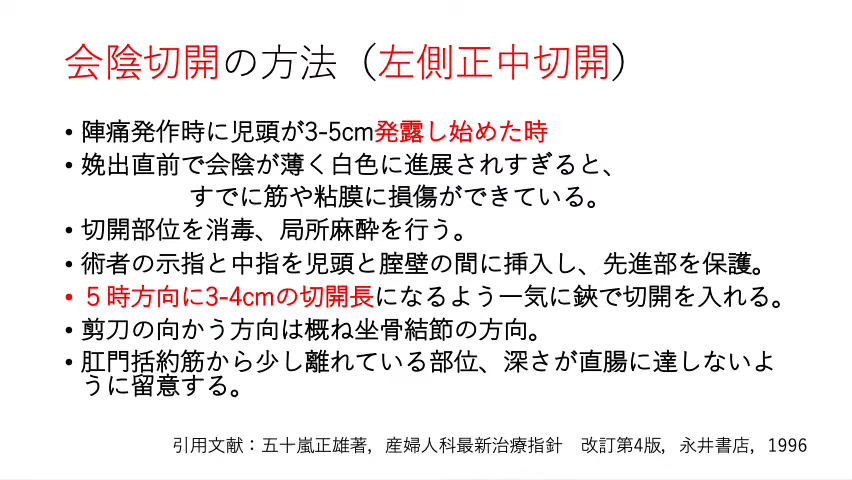 会陰切開の方法（左側正中切開）
• 陣痛発作時に児頭が3-5cm発露し始めた時
• 娩出直前で会陰が薄く白色に進展されすぎると、
すでに筋や粘膜に損傷ができている。
• 切開部位を消毒、局所麻酔を行う。
• 術者の示指と中指を児頭と腟壁の間に挿入し、先進部を保護。
• ５時方向に3-4cmの切開長になるよう一気に鋏で切開を入れる。
• 剪刀の向かう方向は概ね坐骨結節の方向。
• 肛門括約筋から少し離れている部位、深さが直腸に達しないよ
うに留意する。
引用文献：五十嵐正雄著，産婦人科最新治療指針　改訂第4版，永井書店，1996